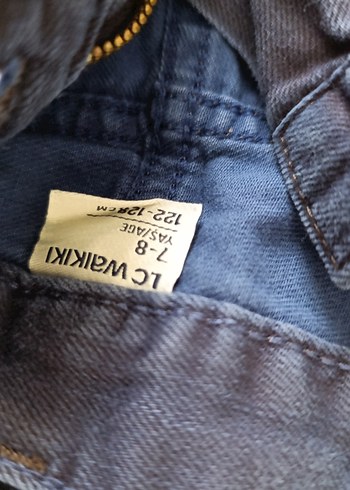 LC WAIKIKI
7-8
YAŞ/AGE
122-128CM